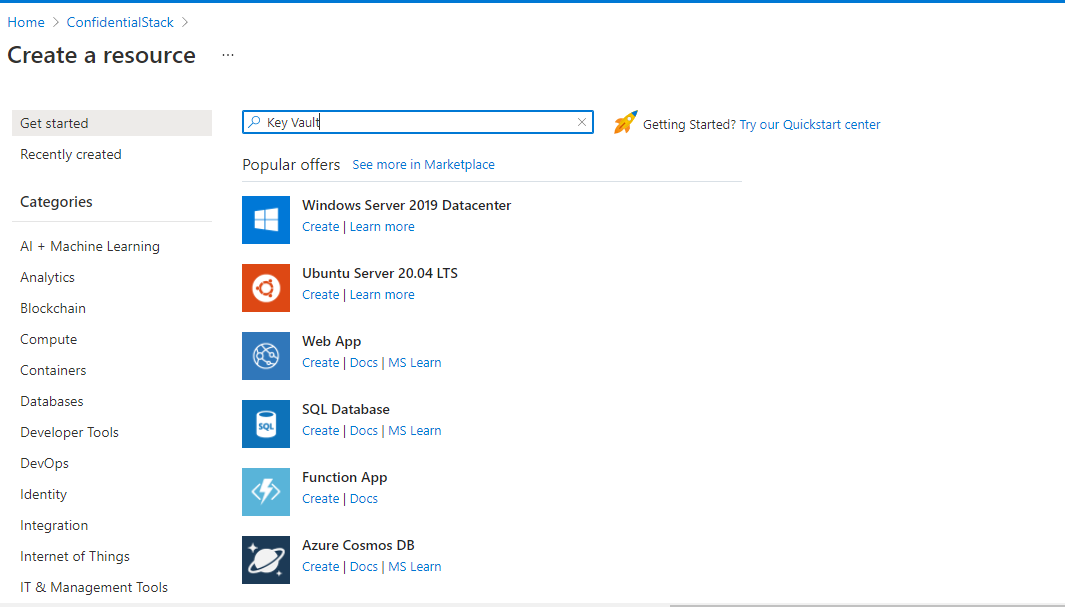 Home > ConfidentialStack >
Create a resource ...
Get started
Recently created
Categories
AI + Machine Learning
Analytics
Blockchain
Compute
Containers
Databases
Developer Tools
DevOps
Identity
Integration
Internet of Things
IT & Management Tools
Key Vault
Getting Started? Try our Quickstart center
Popular offers See more in Marketplace
Windows Server 2019 Datacenter
Create | Learn more
Ubuntu Server 20.04 LTS
Create | Learn more
Web App
Create | Docs | MS Learn
SQL
SQL Database
Create | Docs | MS Learn
Function App
Create | Docs
Azure Cosmos DB
Create | Docs | MS Learn